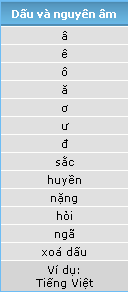 Dấu và nguyên âm
â
ê
ô
ă
ơ
ư
đ
sắc
huyền
nặng
hỏi
ngã
xoá dấu
Ví dụ:
Tiếng Việt